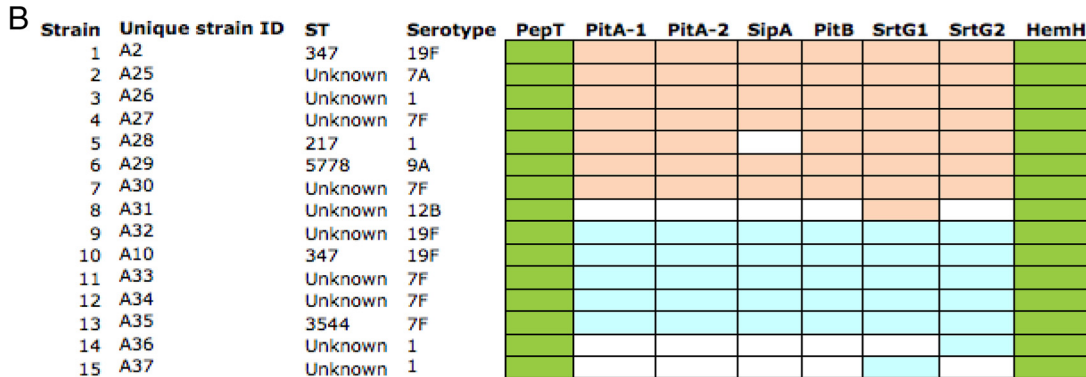 B
Strain Unique strain ID ST Serotype PepT PitA-1 PitA-2 SipA PitB SrtG1 SrtG2 HemH
1 A2 347 19F
2 A25 Unknown 7A
3 A26 Unknown 1
4 A27 Unknown 7F
5 A28 217 1
6 A29 5778 9A
7 A30 Unknown 7F
8 A31 Unknown 12B
9 A32 Unknown 19F
10 A10 347 19F
11 A33 Unknown 7F
12 A34 Unknown 7F
13 A35 3544 7F
14 A36 Unknown 1
15 A37 Unknown 1